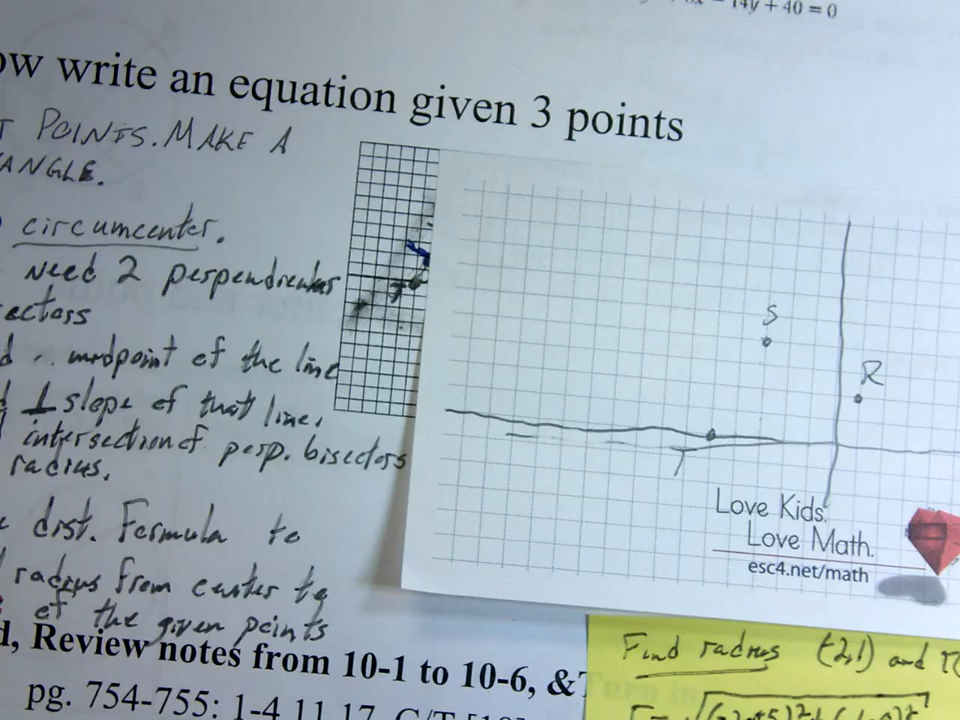 14y + 40 = 0
ow write an equation given 3 points
T POINTS. MAKE A
ANGLE.
circumcenter.
Need 2 perpendicular
ectors
midpoint of the line
⊥ slope of that line.
intersection of perp. bisectors
radius.
dist. Formula to
radius from center to
of the given points
S
R
T
Love Kids.
Love Math.
esc4.net/math
d, Review notes from 10-1 to 10-6, &
pg. 754-755: 1-4, 11, 17,
Find radius (-2,1) and T(